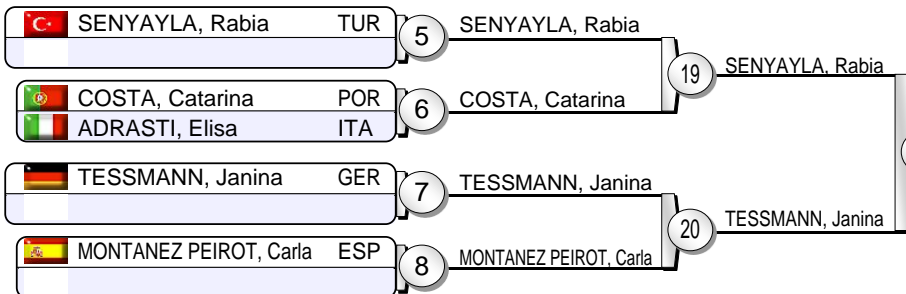 SENYAYLA, Rabia TUR
5
SENYAYLA, Rabia
19
SENYAYLA, Rabia
COSTA, Catarina POR
ADRASTI, Elisa ITA
6
COSTA, Catarina
TESSMANN, Janina GER
7
TESSMANN, Janina
20
TESSMANN, Janina
MONTANEZ PEIROT, Carla ESP
8
MONTANEZ PEIROT, Carla